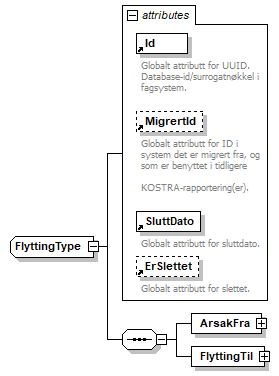 attributes
Id
Globalt attributt for UUID.
Database-id/surrogatnøkkel i
fagsystem.
MigrertId
Globalt attributt for ID i
system det er migrert fra, og
som er benyttet i tidligere
KOSTRA-rapportering(er).
SluttDato
Globalt attributt for sluttdato.
ErSlettet
Globalt attributt for slettet.
FlyttingType
ArsakFra
FlyttingTil